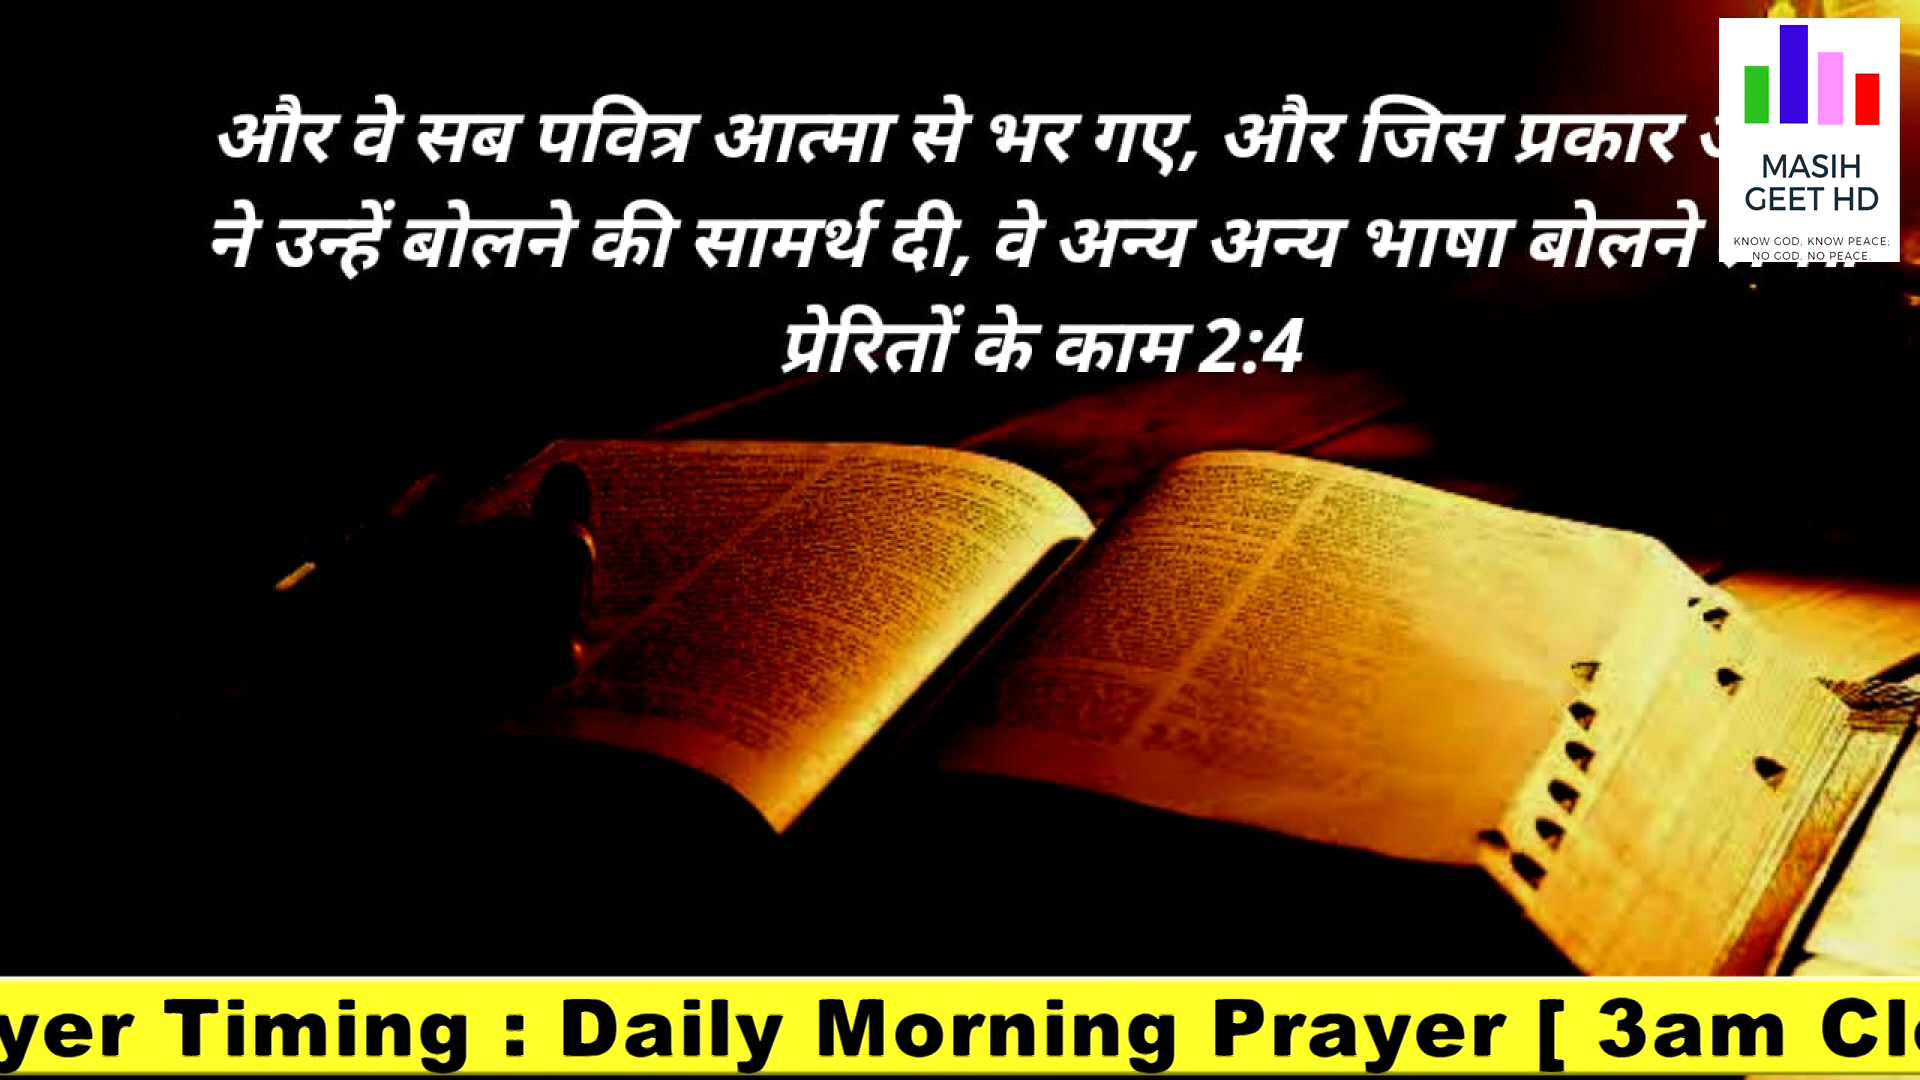 और वे सब पवित्र आत्मा से भर गए, और जिस प्रकार
ने उन्हें बोलने की सामर्थ दी, वे अन्य अन्य भाषा बोलने
प्रेरितों के काम 2:4
MASIH
GEET HD
KNOW GOD, KNOW PEACE;
NO GOD, NO PEACE.
yer Timing : Daily Morning Prayer [ 3am Cl